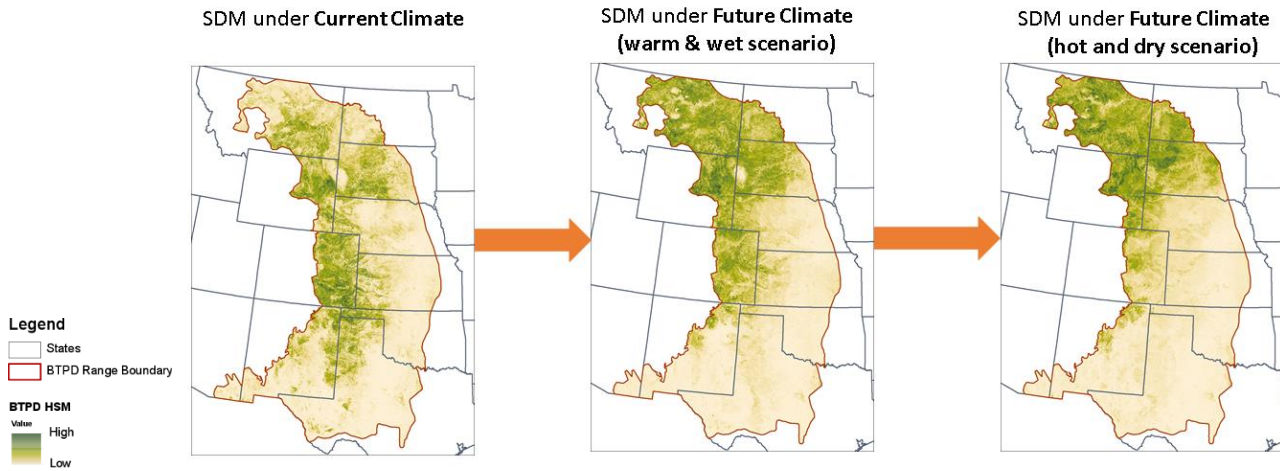 SDM under Current Climate
SDM under Future Climate
(warm & wet scenario)
SDM under Future Climate
(hot and dry scenario)
Legend
States
BTPD Range Boundary
BTPD HSM
Value
High
Low